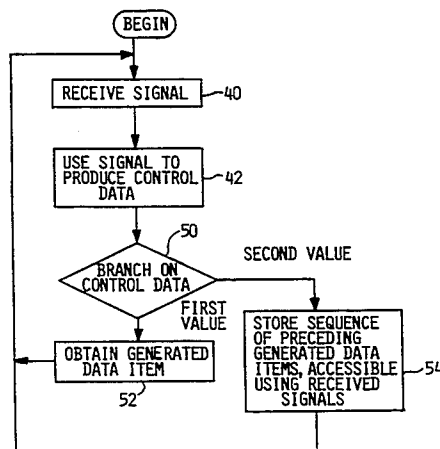 BEGIN
RECEIVE SIGNAL
40
USE SIGNAL TO
PRODUCE CONTROL
DATA
42
50
BRANCH ON
CONTROL DATA
SECOND VALUE
FIRST
VALUE
OBTAIN GENERATED
DATA ITEM
52
STORE SEQUENCE
OF PRECEDING
GENERATED DATA
ITEMS, ACCESSIBLE
USING RECEIVED
SIGNALS
54